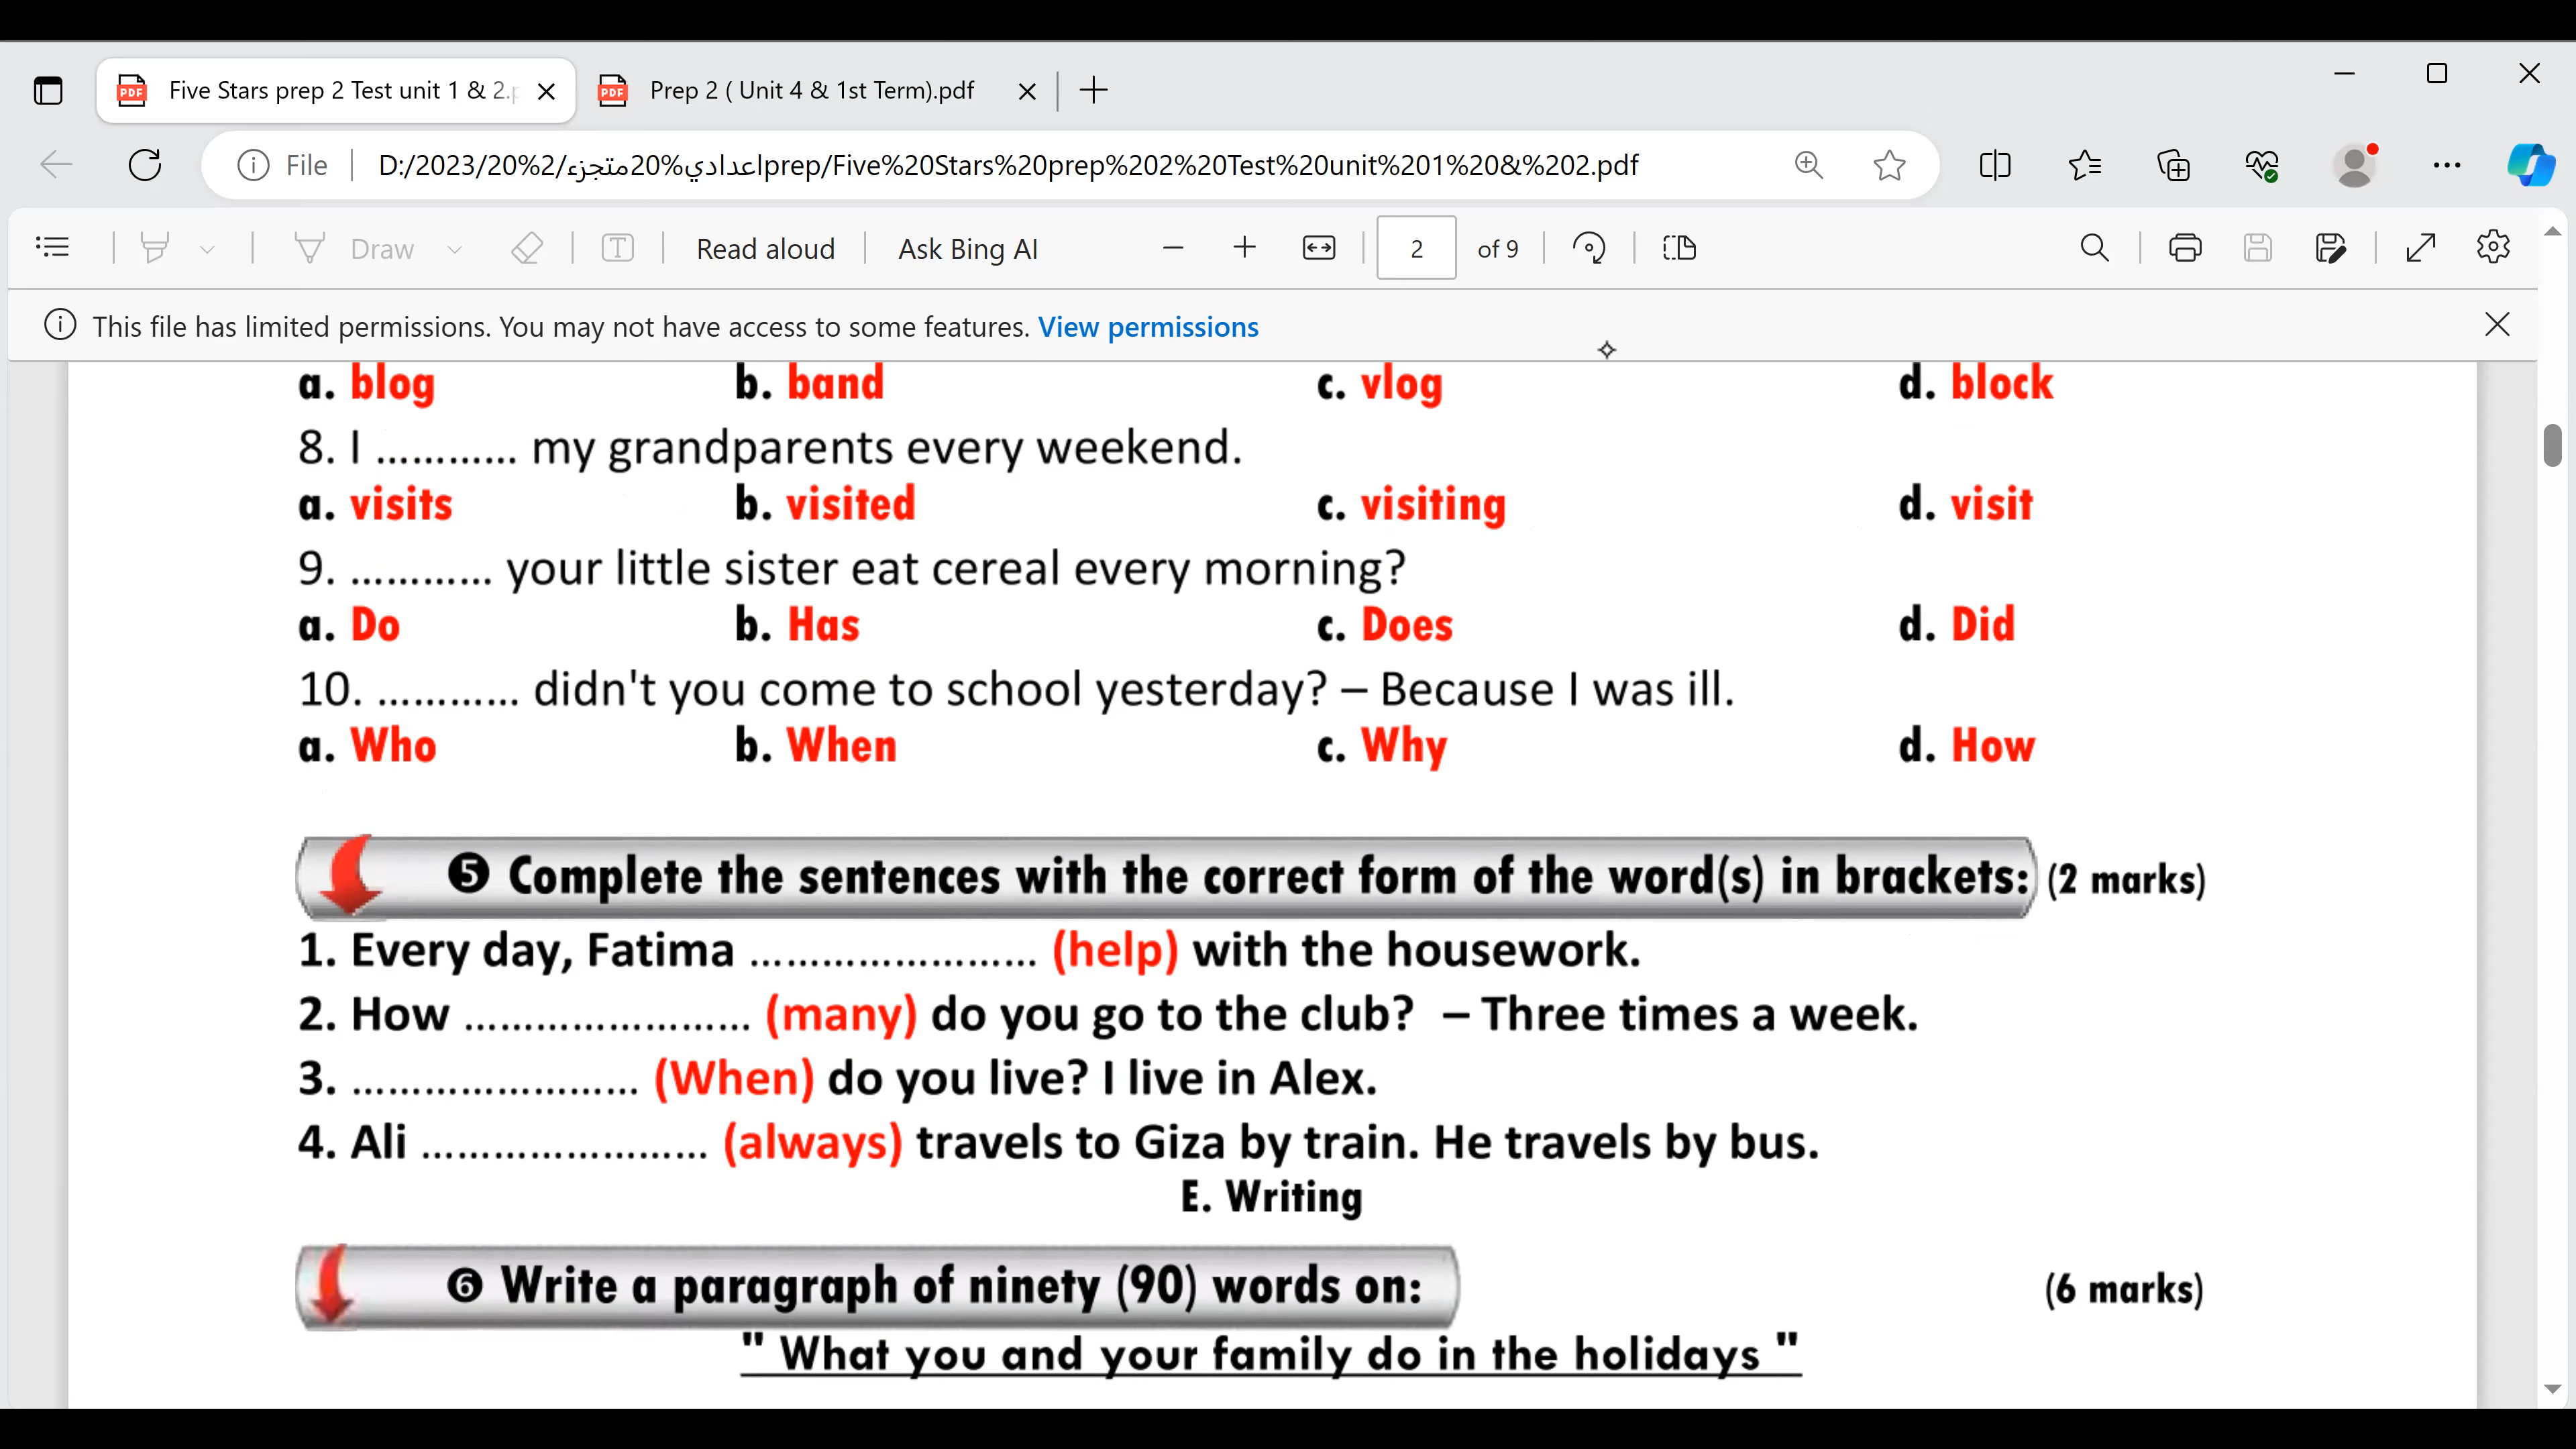 Five Stars prep 2 Test unit 1 & 2.p
Prep 2 ( Unit 4 & 1st Term).pdf
File
D:/2023/20%2/اعدادي%20متجزءprep/Five%20Stars%20prep%202%20Test%20unit%201%20&%202.pdf
Draw
Read aloud
Ask Bing AI
2 of 9
This file has limited permissions. You may not have access to some features. View permissions
a. blog b. band c. vlog d. block
8. I ............ my grandparents every weekend.
a. visits b. visited c. visiting d. visit
9. ............ your little sister eat cereal every morning?
a. Do b. Has c. Does d. Did
10. ............ didn't you come to school yesterday? – Because I was ill.
a. Who b. When c. Why d. How
❺ Complete the sentences with the correct form of the word(s) in brackets: (2 marks)
1. Every day, Fatima ........................ (help) with the housework.
2. How ........................ (many) do you go to the club? – Three times a week.
3. ........................ (When) do you live? I live in Alex.
4. Ali ........................ (always) travels to Giza by train. He travels by bus.
E. Writing
❻ Write a paragraph of ninety (90) words on: (6 marks)
" What you and your family do in the holidays "